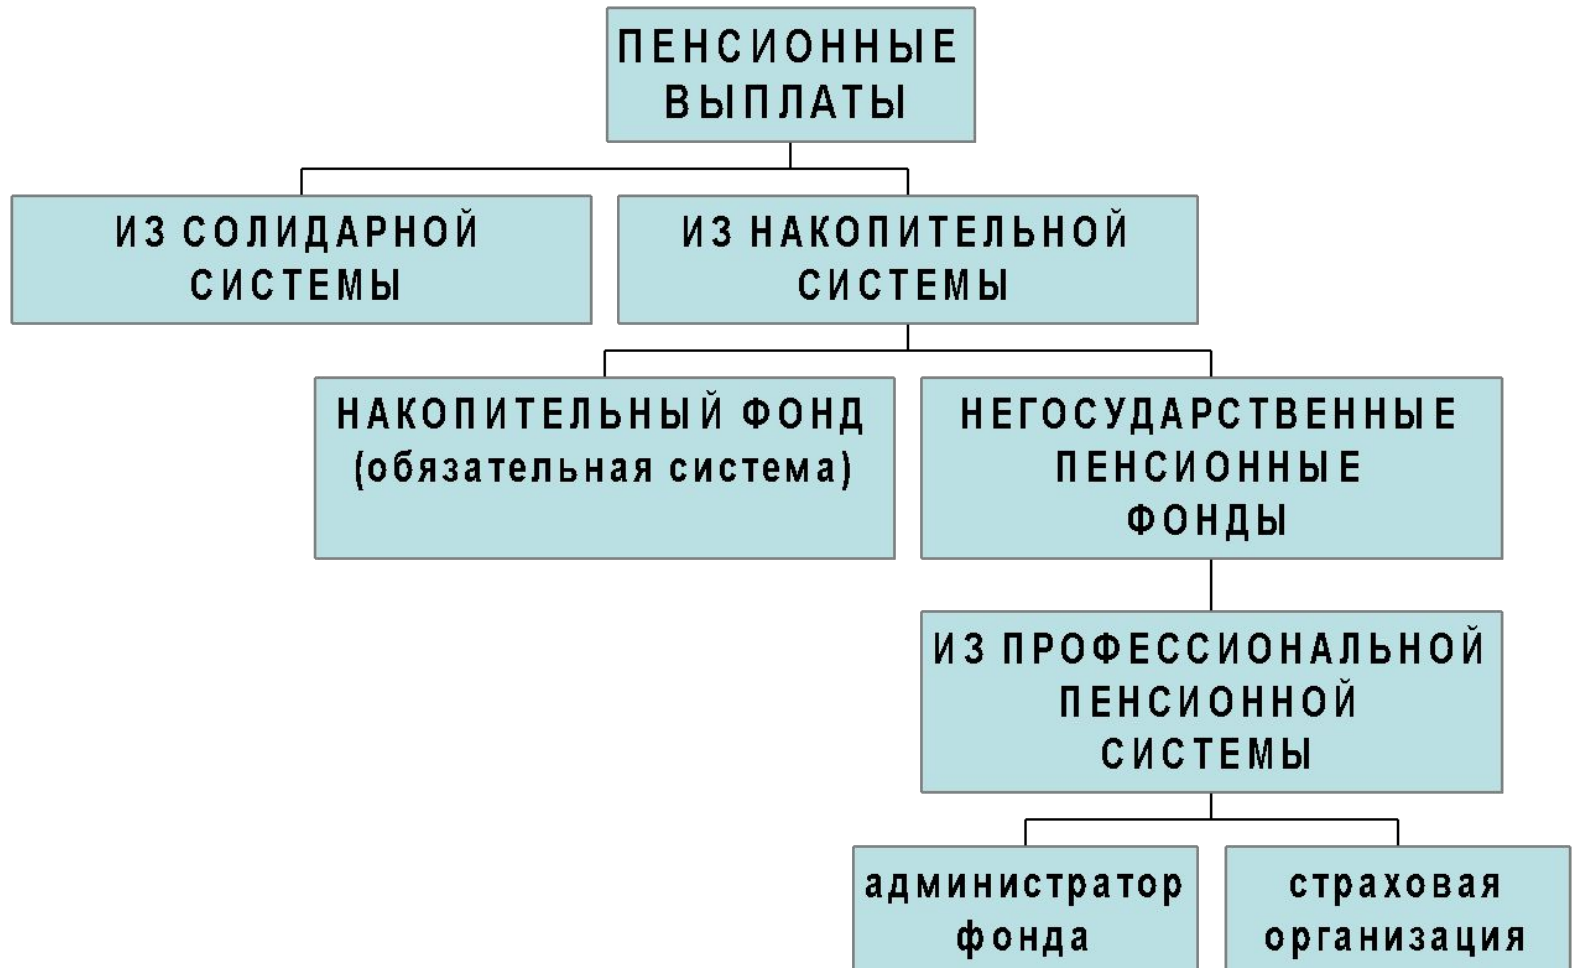 ПЕНСИОННЫЕ
ВЫПЛАТЫ
ИЗ СОЛИДАРНОЙ
СИСТЕМЫ
ИЗ НАКОПИТЕЛЬНОЙ
СИСТЕМЫ
НАКОПИТЕЛЬНЫЙ ФОНД
(обязательная система)
НЕГОСУДАРСТВЕННЫЕ
ПЕНСИОННЫЕ
ФОНДЫ
ИЗ ПРОФЕССИОНАЛЬНОЙ
ПЕНСИОННОЙ
СИСТЕМЫ
администратор
фонда
страховая
организация